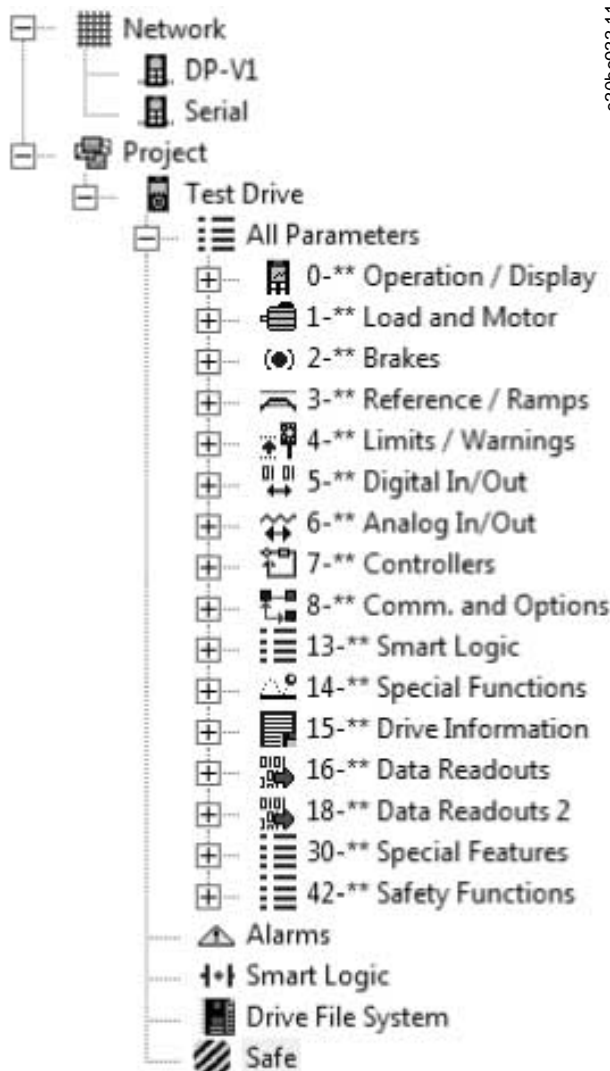 Network
DP-V1
Serial
Project
Test Drive
All Parameters
0-** Operation / Display
1-** Load and Motor
2-** Brakes
3-** Reference / Ramps
4-** Limits / Warnings
5-** Digital In/Out
6-** Analog In/Out
7-** Controllers
8-** Comm. and Options
13-** Smart Logic
14-** Special Functions
15-** Drive Information
16-** Data Readouts
18-** Data Readouts 2
30-** Special Features
42-** Safety Functions
Alarms
Smart Logic
Drive File System
Safe